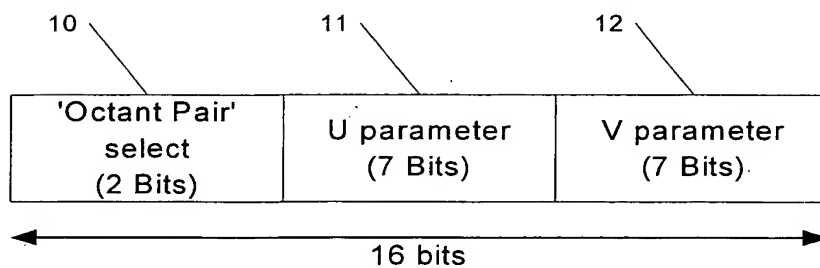 10
11
12
'Octant Pair'
select
(2 Bits)
U parameter
(7 Bits)
V parameter
(7 Bits)
16 bits